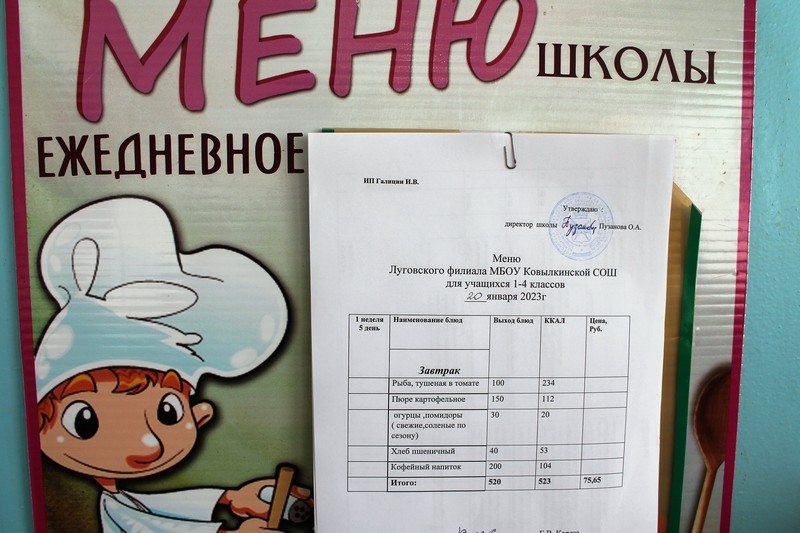 МЕНЮ
ШКОЛЫ
ЕЖЕДНЕВНОЕ
ИП Галицин И.В.
Утверждаю :
директор школы Пузанова О.А.
Меню
Луговского филиала МБОУ Ковылкинской СОШ
для учащихся 1-4 классов
20 января 2023г
1 неделя 5 день Наименование блюд Выход блюд ККАЛ Цена, Руб.
Завтрак
Рыба, тушеная в томате 100 234
Пюре картофельное 150 112
огурцы ,помидоры ( свежие,соленые по сезону) 30 20
Хлеб пшеничный 40 53
Кофейный напиток 200 104
Итого: 520 523 75,65